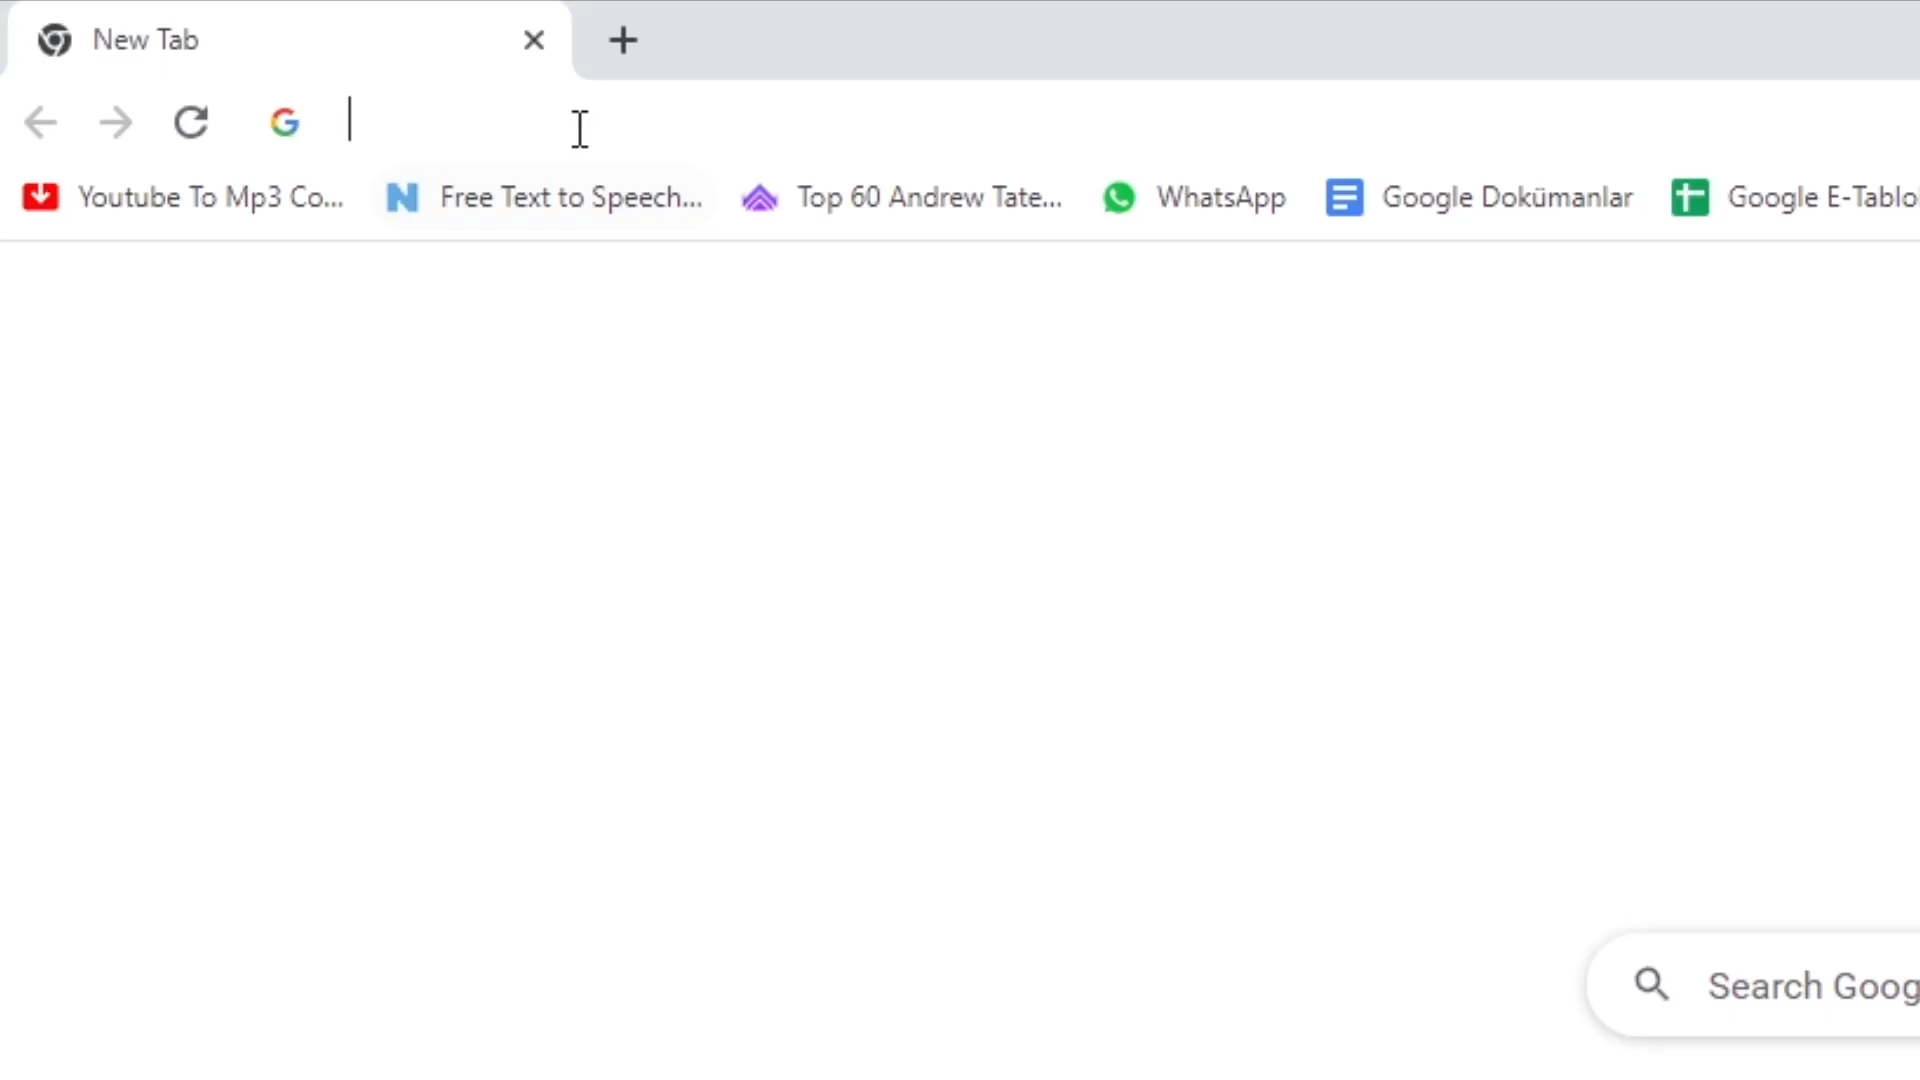 New Tab
Youtube To Mp3 Co... Free Text to Speech... Top 60 Andrew Tate... WhatsApp Google Dokümanlar Google E-Tablo
Search Goog